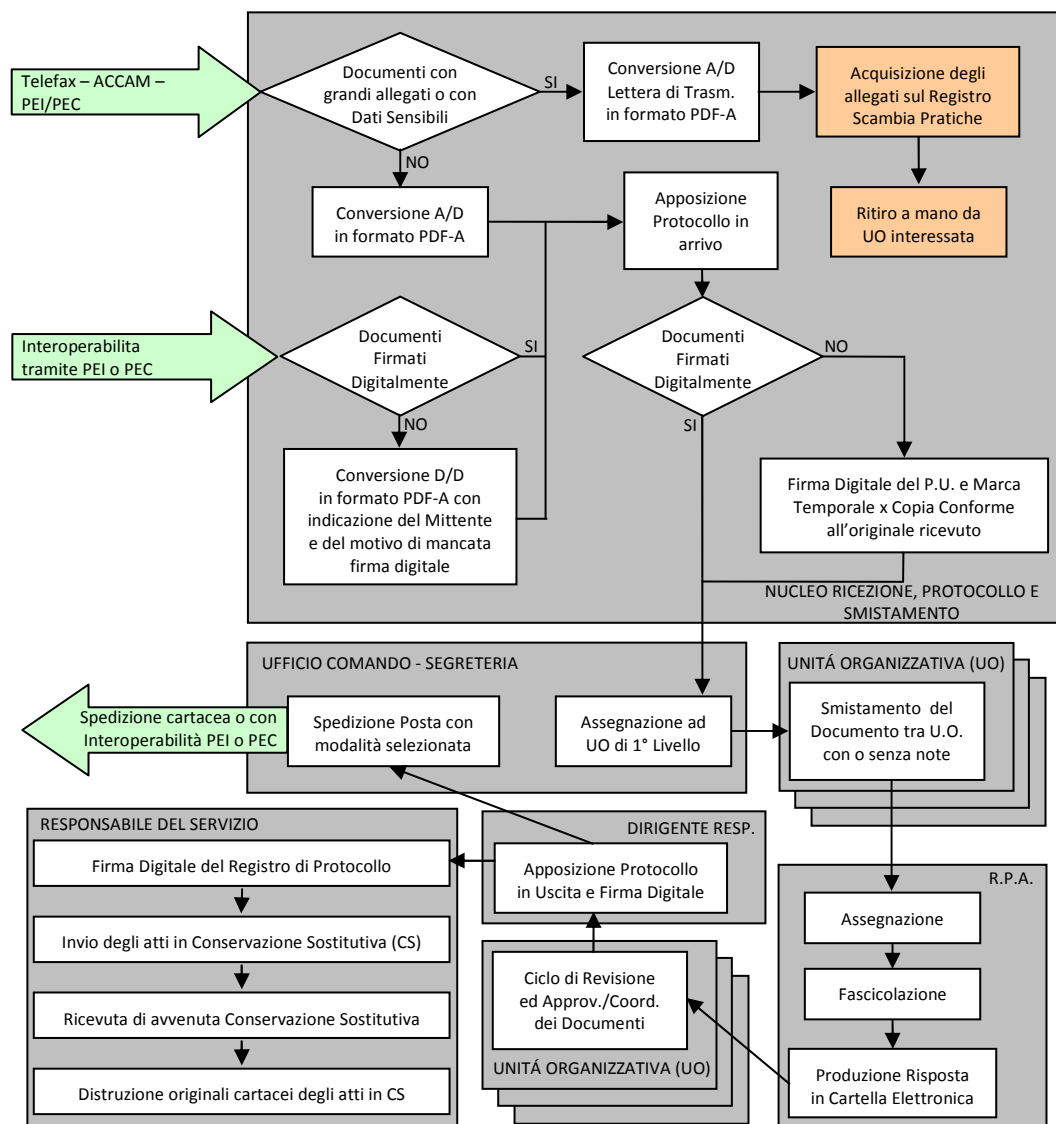 Telefax – ACCAM –
PEI/PEC
Documenti con
grandi allegati o con
Dati Sensibili
SI
Conversione A/D
Lettera di Trasm.
in formato PDF-A
Acquisizione degli
allegati sul Registro
Scambia Pratiche
NO
Conversione A/D
in formato PDF-A
Apposizione
Protocollo in
arrivo
Ritiro a mano da
UO interessata
Interoperabilita
tramite PEI o PEC
Documenti
Firmati
Digitalmente
SI
Documenti
Firmati
Digitalmente
NO
NO
SI
Conversione D/D
in formato PDF-A con
indicazione del Mittente
e del motivo di mancata
firma digitale
Firma Digitale del P.U. e Marca
Temporale x Copia Conforme
all’originale ricevuto
NUCLEO RICEZIONE, PROTOCOLLO E
SMISTAMENTO
UFFICIO COMANDO - SEGRETERIA
UNITÁ ORGANIZZATIVA (UO)
Spedizione cartacea o con
Interoperabilità PEI o PEC
Spedizione Posta con
modalità selezionata
Assegnazione ad
UO di 1° Livello
Smistamento del
Documento tra U.O.
con o senza note
RESPONSABILE DEL SERVIZIO
DIRIGENTE RESP.
Firma Digitale del Registro di Protocollo
Apposizione Protocollo
in Uscita e Firma Digitale
R.P.A.
Assegnazione
Invio degli atti in Conservazione Sostitutiva (CS)
Ciclo di Revisione
ed Approv./Coord.
dei Documenti
Fascicolazione
Ricevuta di avvenuta Conservazione Sostitutiva
UNITÁ ORGANIZZATIVA (UO)
Produzione Risposta
in Cartella Elettronica
Distruzione originali cartacei degli atti in CS